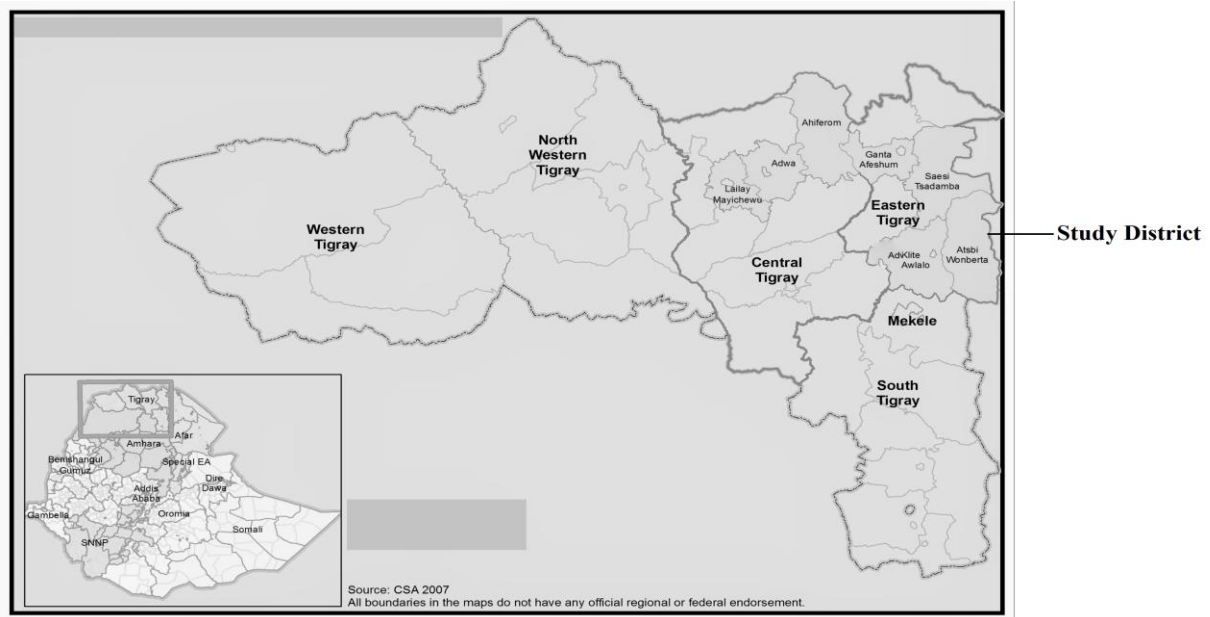 Ahiferom
North
Western
Tigray
Adwa
Ganta
Afeshum
Saesi
Tsadamba
Lailay
Mayichewu
Eastern
Tigray
Western
Tigray
Study District
Atsbi
Wonberta
AdKlite
Awlalo
Central
Tigray
Mekele
South
Tigray
Tigray
Amhara
Afar
Benishangul
Gumuz
Special EA
Dire
Dawa
Addis
Ababa
Gambella
Oromia
Somali
SNNP
Source: CSA 2007
All boundaries in the maps do not have any official regional or federal endorsement.